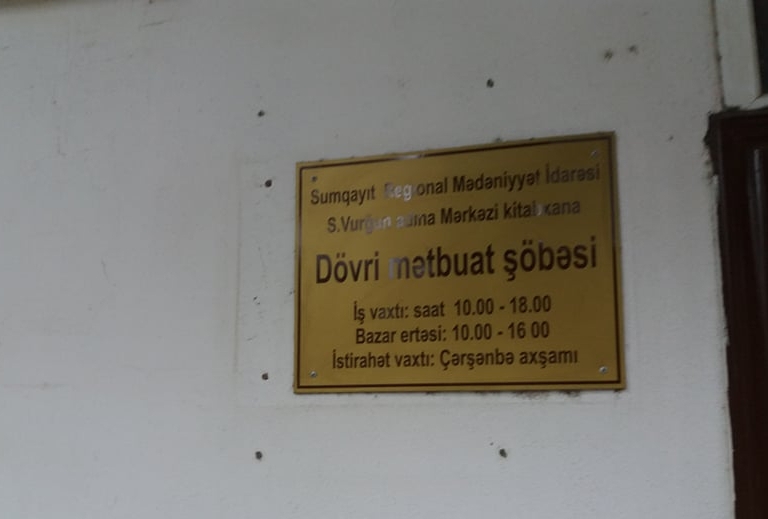 Sumqayıt Regional Mədəniyyət İdarəsi
S.Vurğun adına Mərkəzi kitabxana
Dövri mətbuat şöbəsi
İş vaxtı: saat 10.00 - 18.00
Bazar ertəsi: 10.00 - 16 00
İstirahət vaxtı: Çərşənbə axşamı